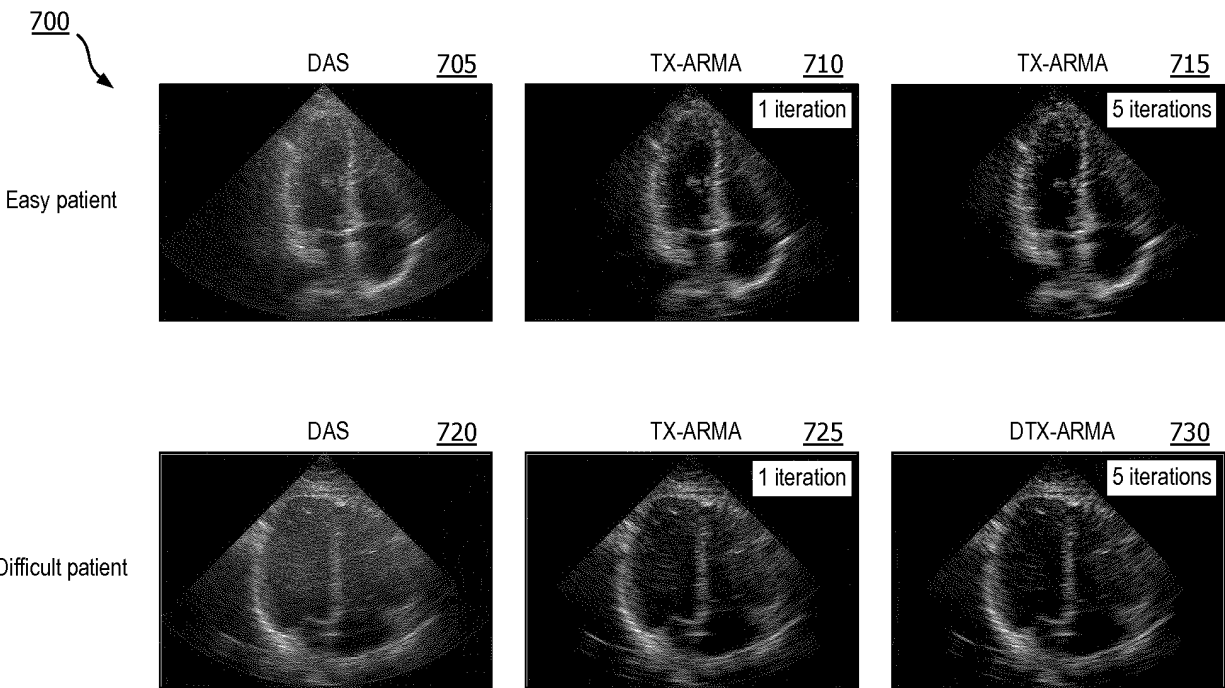 700
DAS 705 TX-ARMA 710 TX-ARMA 715
1 iteration 5 iterations
Easy patient
DAS 720 TX-ARMA 725 DTX-ARMA 730
1 iteration 5 iterations
Difficult patient